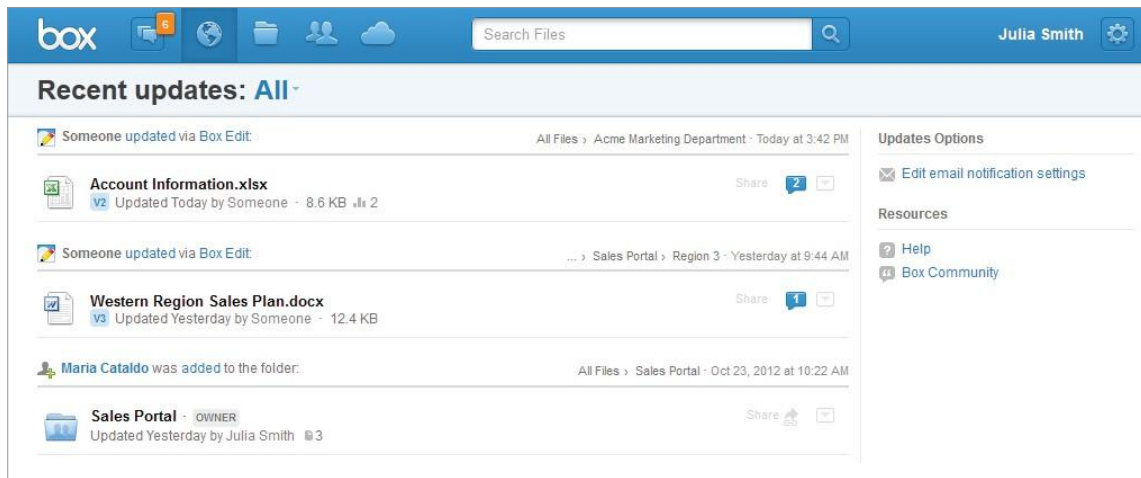 box 6 Search Files Julia Smith
Recent updates: All
Someone updated via Box Edit: All Files › Acme Marketing Department · Today at 3:42 PM
Account Information.xlsx Share 2
V2 Updated Today by Someone · 8.6 KB 2
Someone updated via Box Edit: ... › Sales Portal › Region 3 · Yesterday at 9:44 AM
Western Region Sales Plan.docx Share 1
V3 Updated Yesterday by Someone · 12.4 KB
Maria Cataldo was added to the folder: All Files › Sales Portal · Oct 23, 2012 at 10:22 AM
Sales Portal · OWNER Share
Updated Yesterday by Julia Smith 3
Updates Options
Edit email notification settings
Resources
Help
Box Community